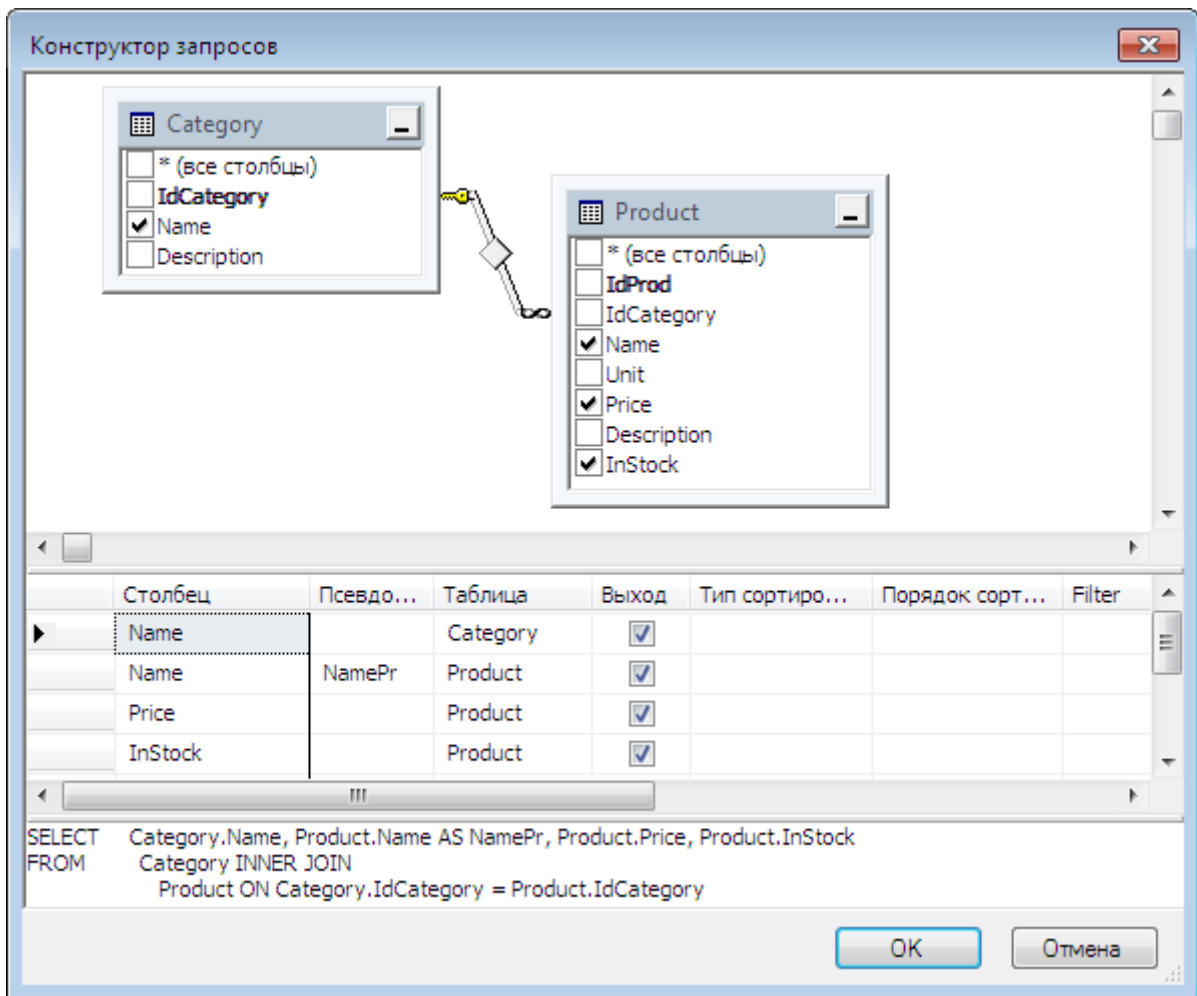 Конструктор запросов
Category
* (все столбцы)
IdCategory
Name
Description
Product
* (все столбцы)
IdProd
IdCategory
Name
Unit
Price
Description
InStock
Столбец Псевдо... Таблица Выход Тип сортиро... Порядок сорт... Filter
Name Category
Name NamePr Product
Price Product
InStock Product
SELECT Category.Name, Product.Name AS NamePr, Product.Price, Product.InStock
FROM Category INNER JOIN
Product ON Category.IdCategory = Product.IdCategory
OK Отмена